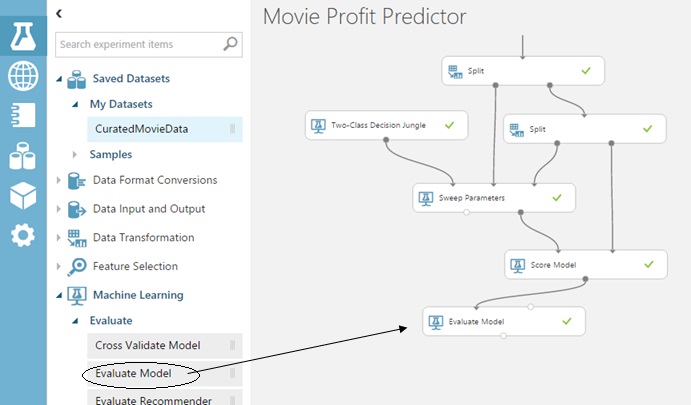 Movie Profit Predictor
Search experiment items
Saved Datasets
My Datasets
CuratedMovieData
Samples
Data Format Conversions
Data Input and Output
Data Transformation
Feature Selection
Machine Learning
Evaluate
Cross Validate Model
Evaluate Model
Evaluate Recommender
Split
Two-Class Decision Jungle
Split
Sweep Parameters
Score Model
Evaluate Model